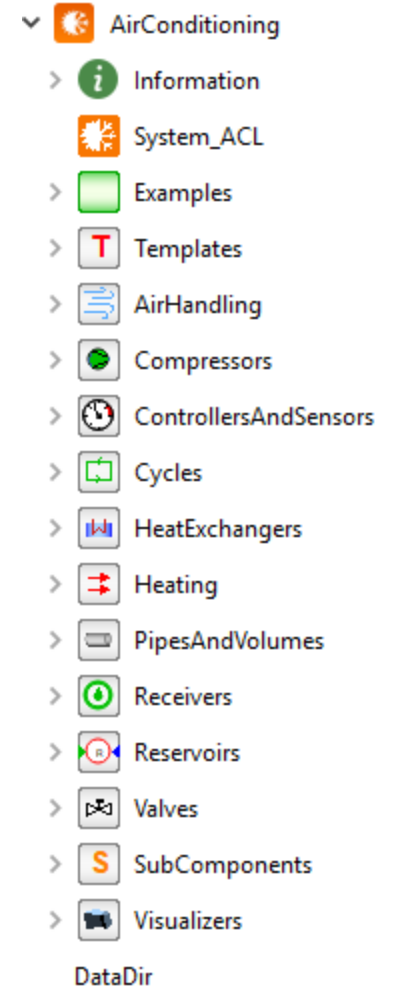 AirConditioning
i Information
System_ACL
Examples
T Templates
AirHandling
Compressors
ControllersAndSensors
Cycles
HeatExchangers
Heating
PipesAndVolumes
Receivers
R Reservoirs
Valves
S SubComponents
Visualizers
DataDir